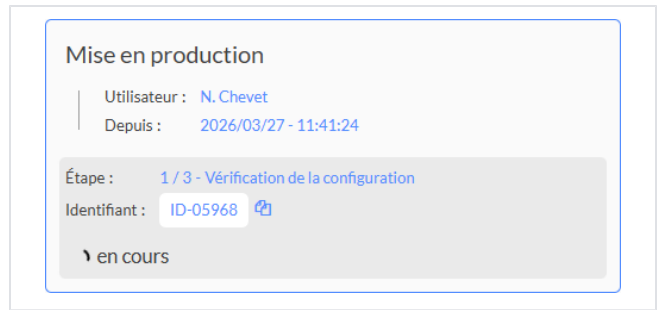 Mise en production
Utilisateur : N. Chevet
Depuis : 2026/03/27 - 11:41:24
Étape : 1 / 3 - Vérification de la configuration
Identifiant : ID-05968
en cours